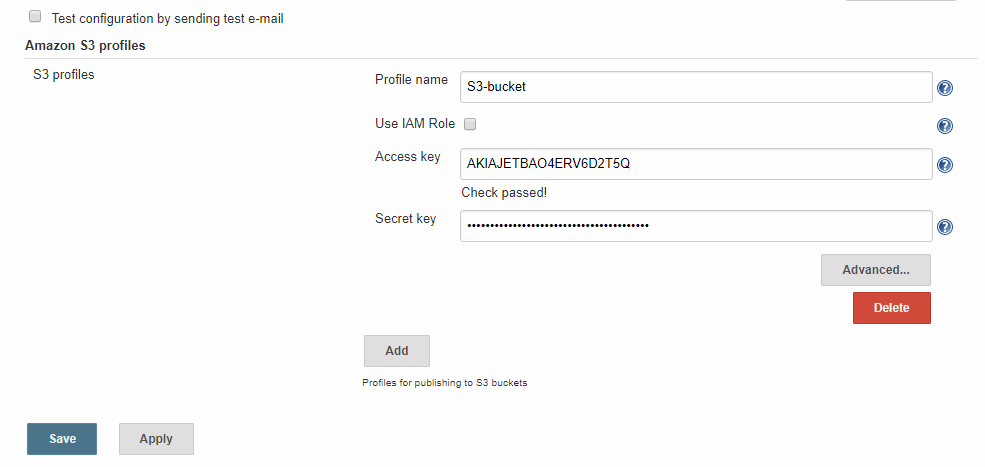 Test configuration by sending test e-mail
Amazon S3 profiles
S3 profiles
Profile name
S3-bucket
Use IAM Role
Access key
AKIAJETBAO4ERV6D2T5Q
Check passed!
Secret key
••••••••••••••••••••••••••••••••••••••••
Advanced...
Delete
Add
Profiles for publishing to S3 buckets
Save Apply